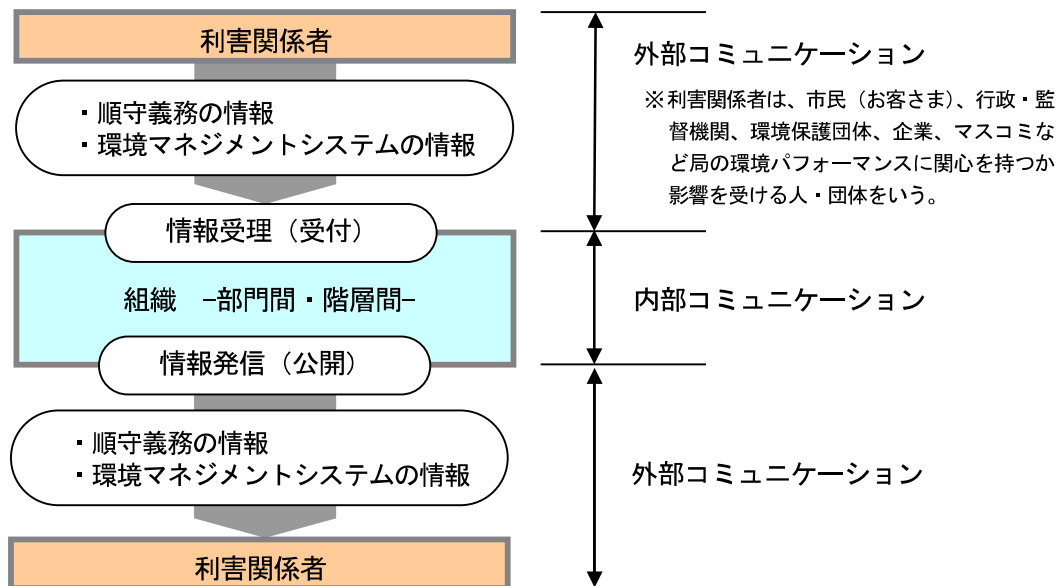 利害関係者
・順守義務の情報
・環境マネジメントシステムの情報
情報受理（受付）
組織　−部門間・階層間−
情報発信（公開）
・順守義務の情報
・環境マネジメントシステムの情報
利害関係者
外部コミュニケーション
※利害関係者は、市民（お客さま）、行政・監
督機関、環境保護団体、企業、マスコミな
ど局の環境パフォーマンスに関心を持つか
影響を受ける人・団体をいう。
内部コミュニケーション
外部コミュニケーション